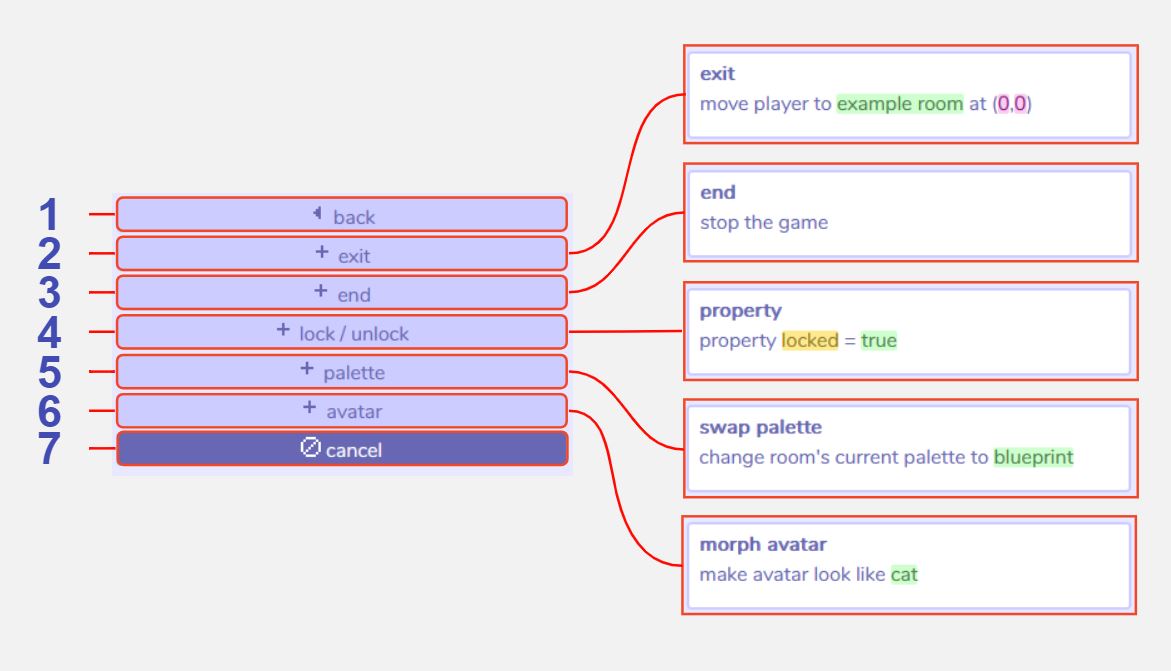 1 back
2 + exit
3 + end
4 + lock / unlock
5 + palette
6 + avatar
7 cancel
exit
move player to example room at (0,0)
end
stop the game
property
property locked = true
swap palette
change room's current palette to blueprint
morph avatar
make avatar look like cat